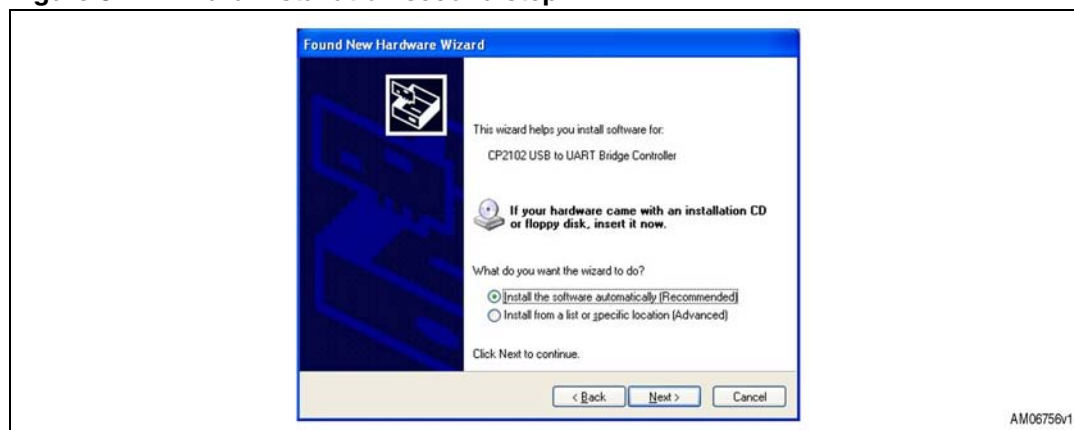 Found New Hardware Wizard
This wizard helps you install software for:
CP2102 USB to UART Bridge Controller
If your hardware came with an installation CD
or floppy disk, insert it now.
What do you want the wizard to do?
Install the software automatically (Recommended)
Install from a list or specific location (Advanced)
Click Next to continue.
< Back Next > Cancel
AM06756v1